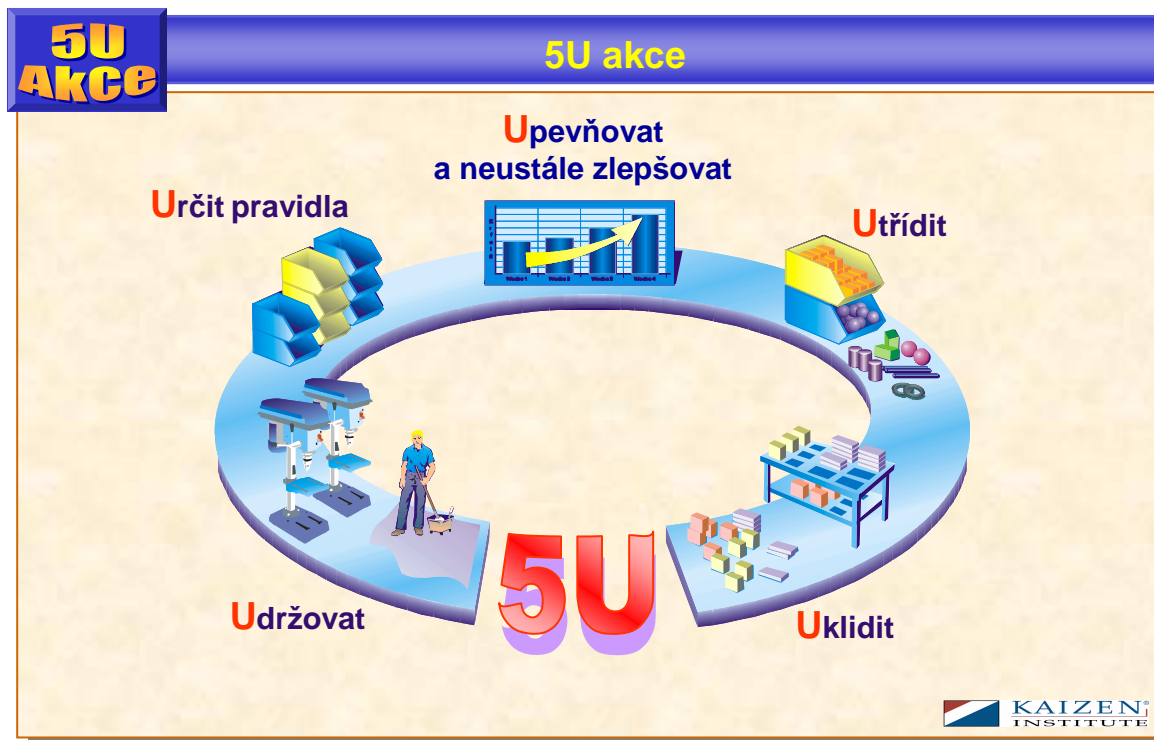 5U
Akce
5U akce
Upevňovat
a neustále zlepšovat
Určit pravidla
Utřídit
Udržovat
5U
Uklidit
KAIZEN®
INSTITUTE